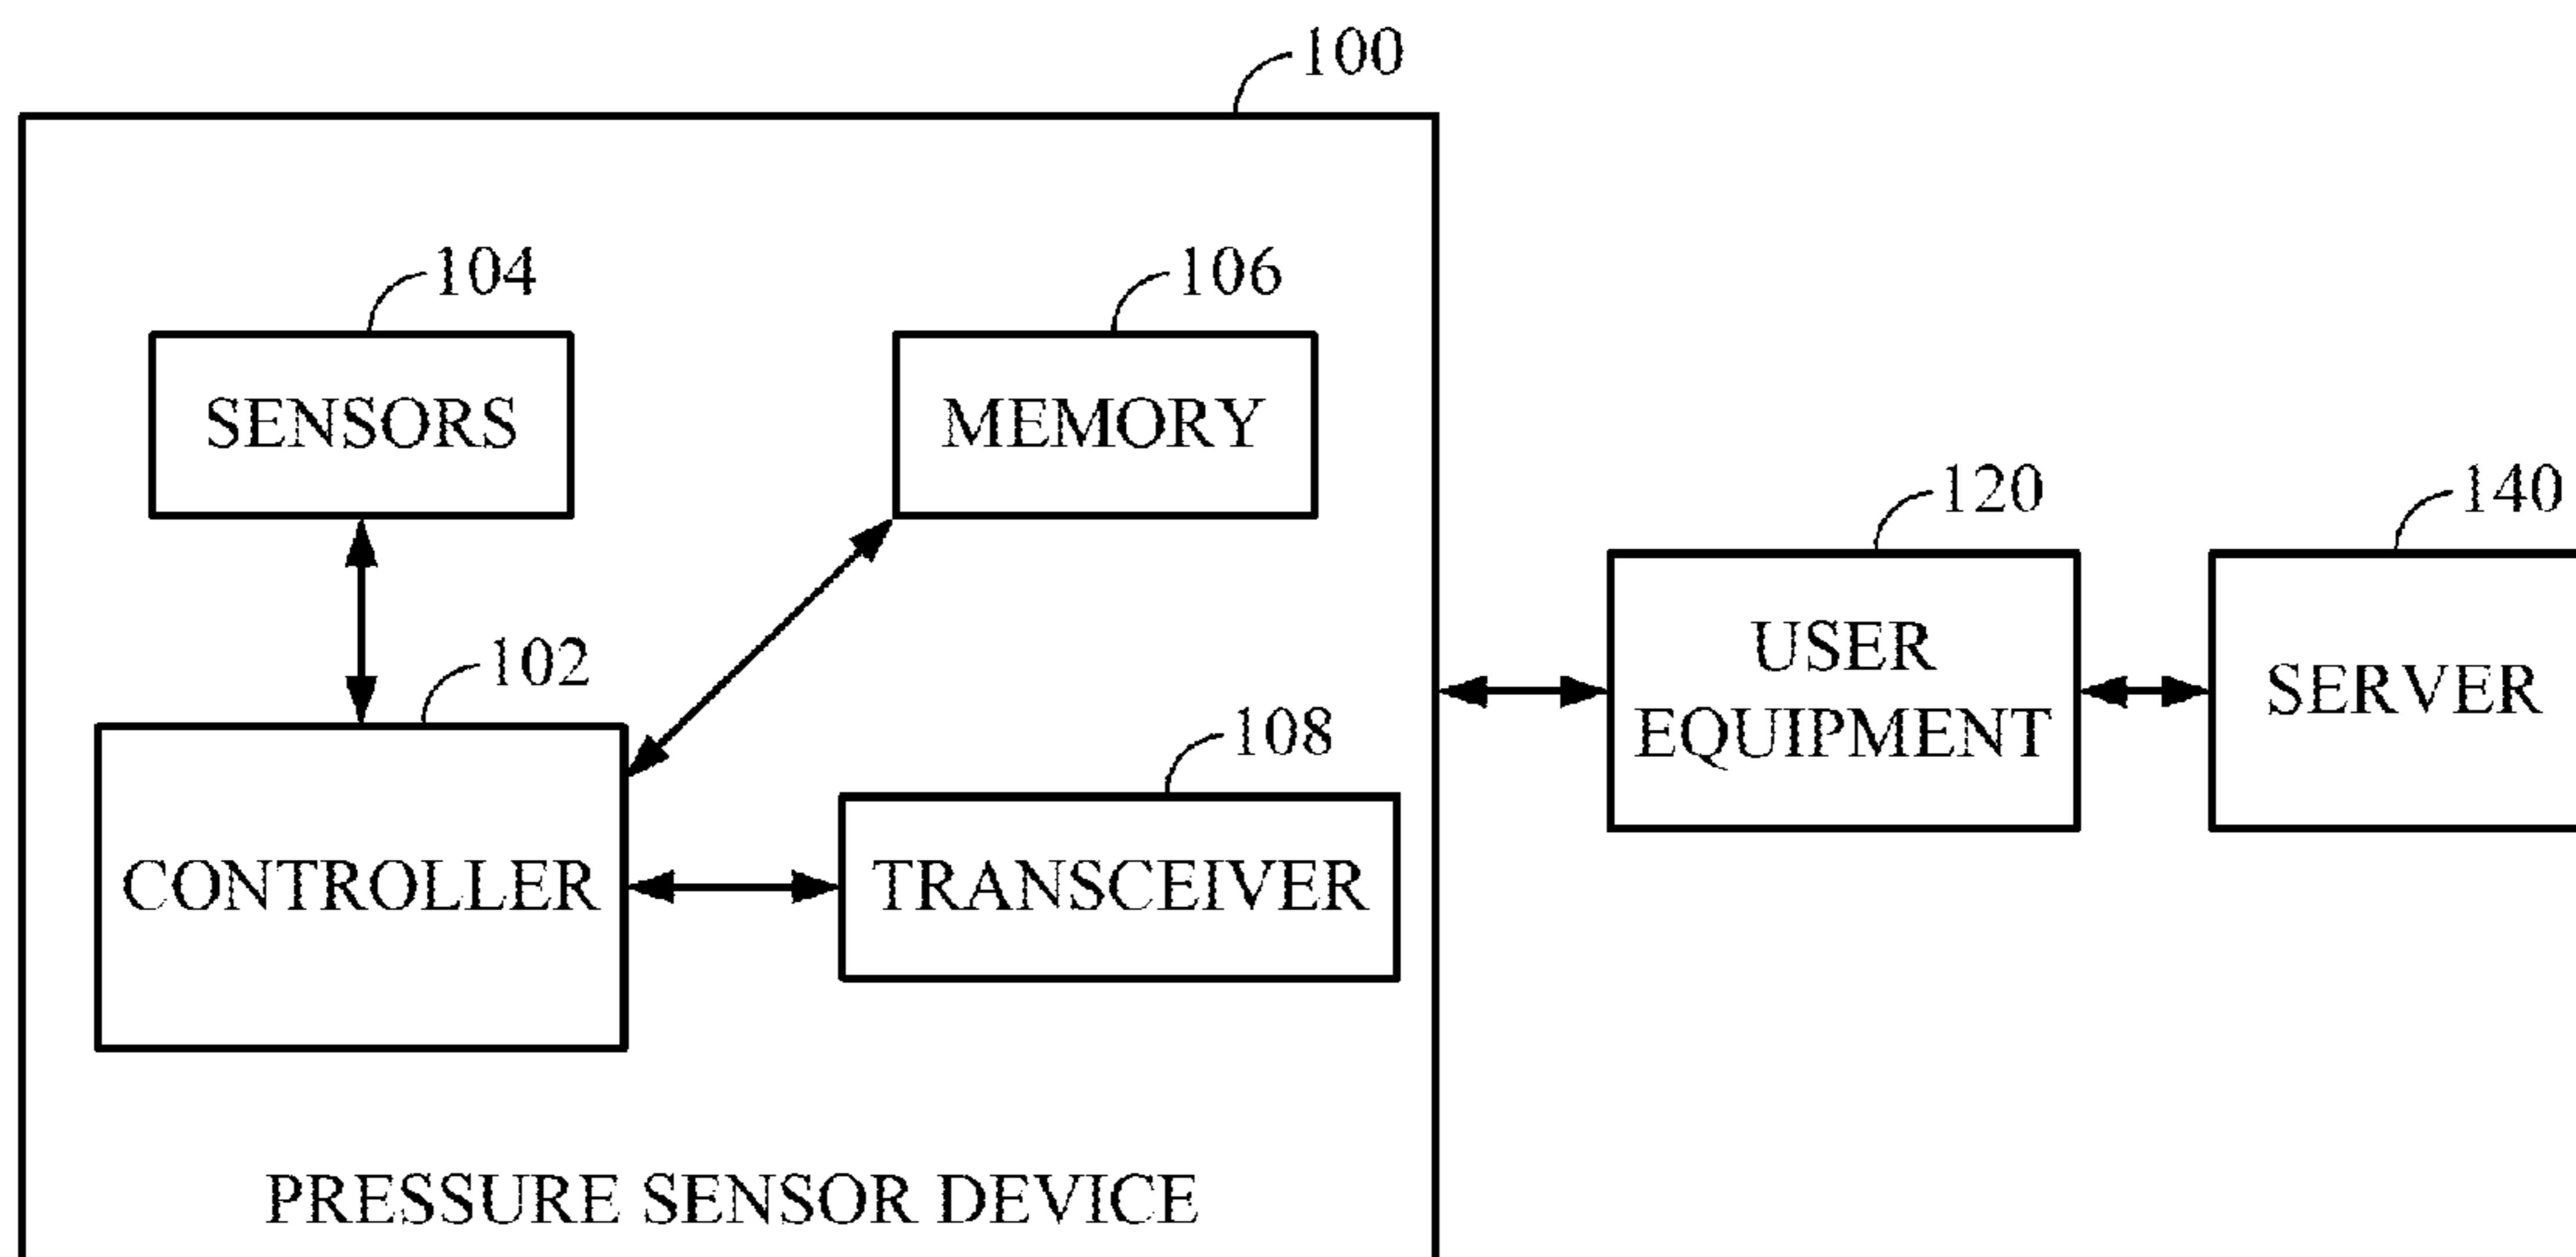 100
104
106
SENSORS
MEMORY
120
140
102
USER
EQUIPMENT
SERVER
108
CONTROLLER
TRANSCEIVER
PRESSURE SENSOR DEVICE